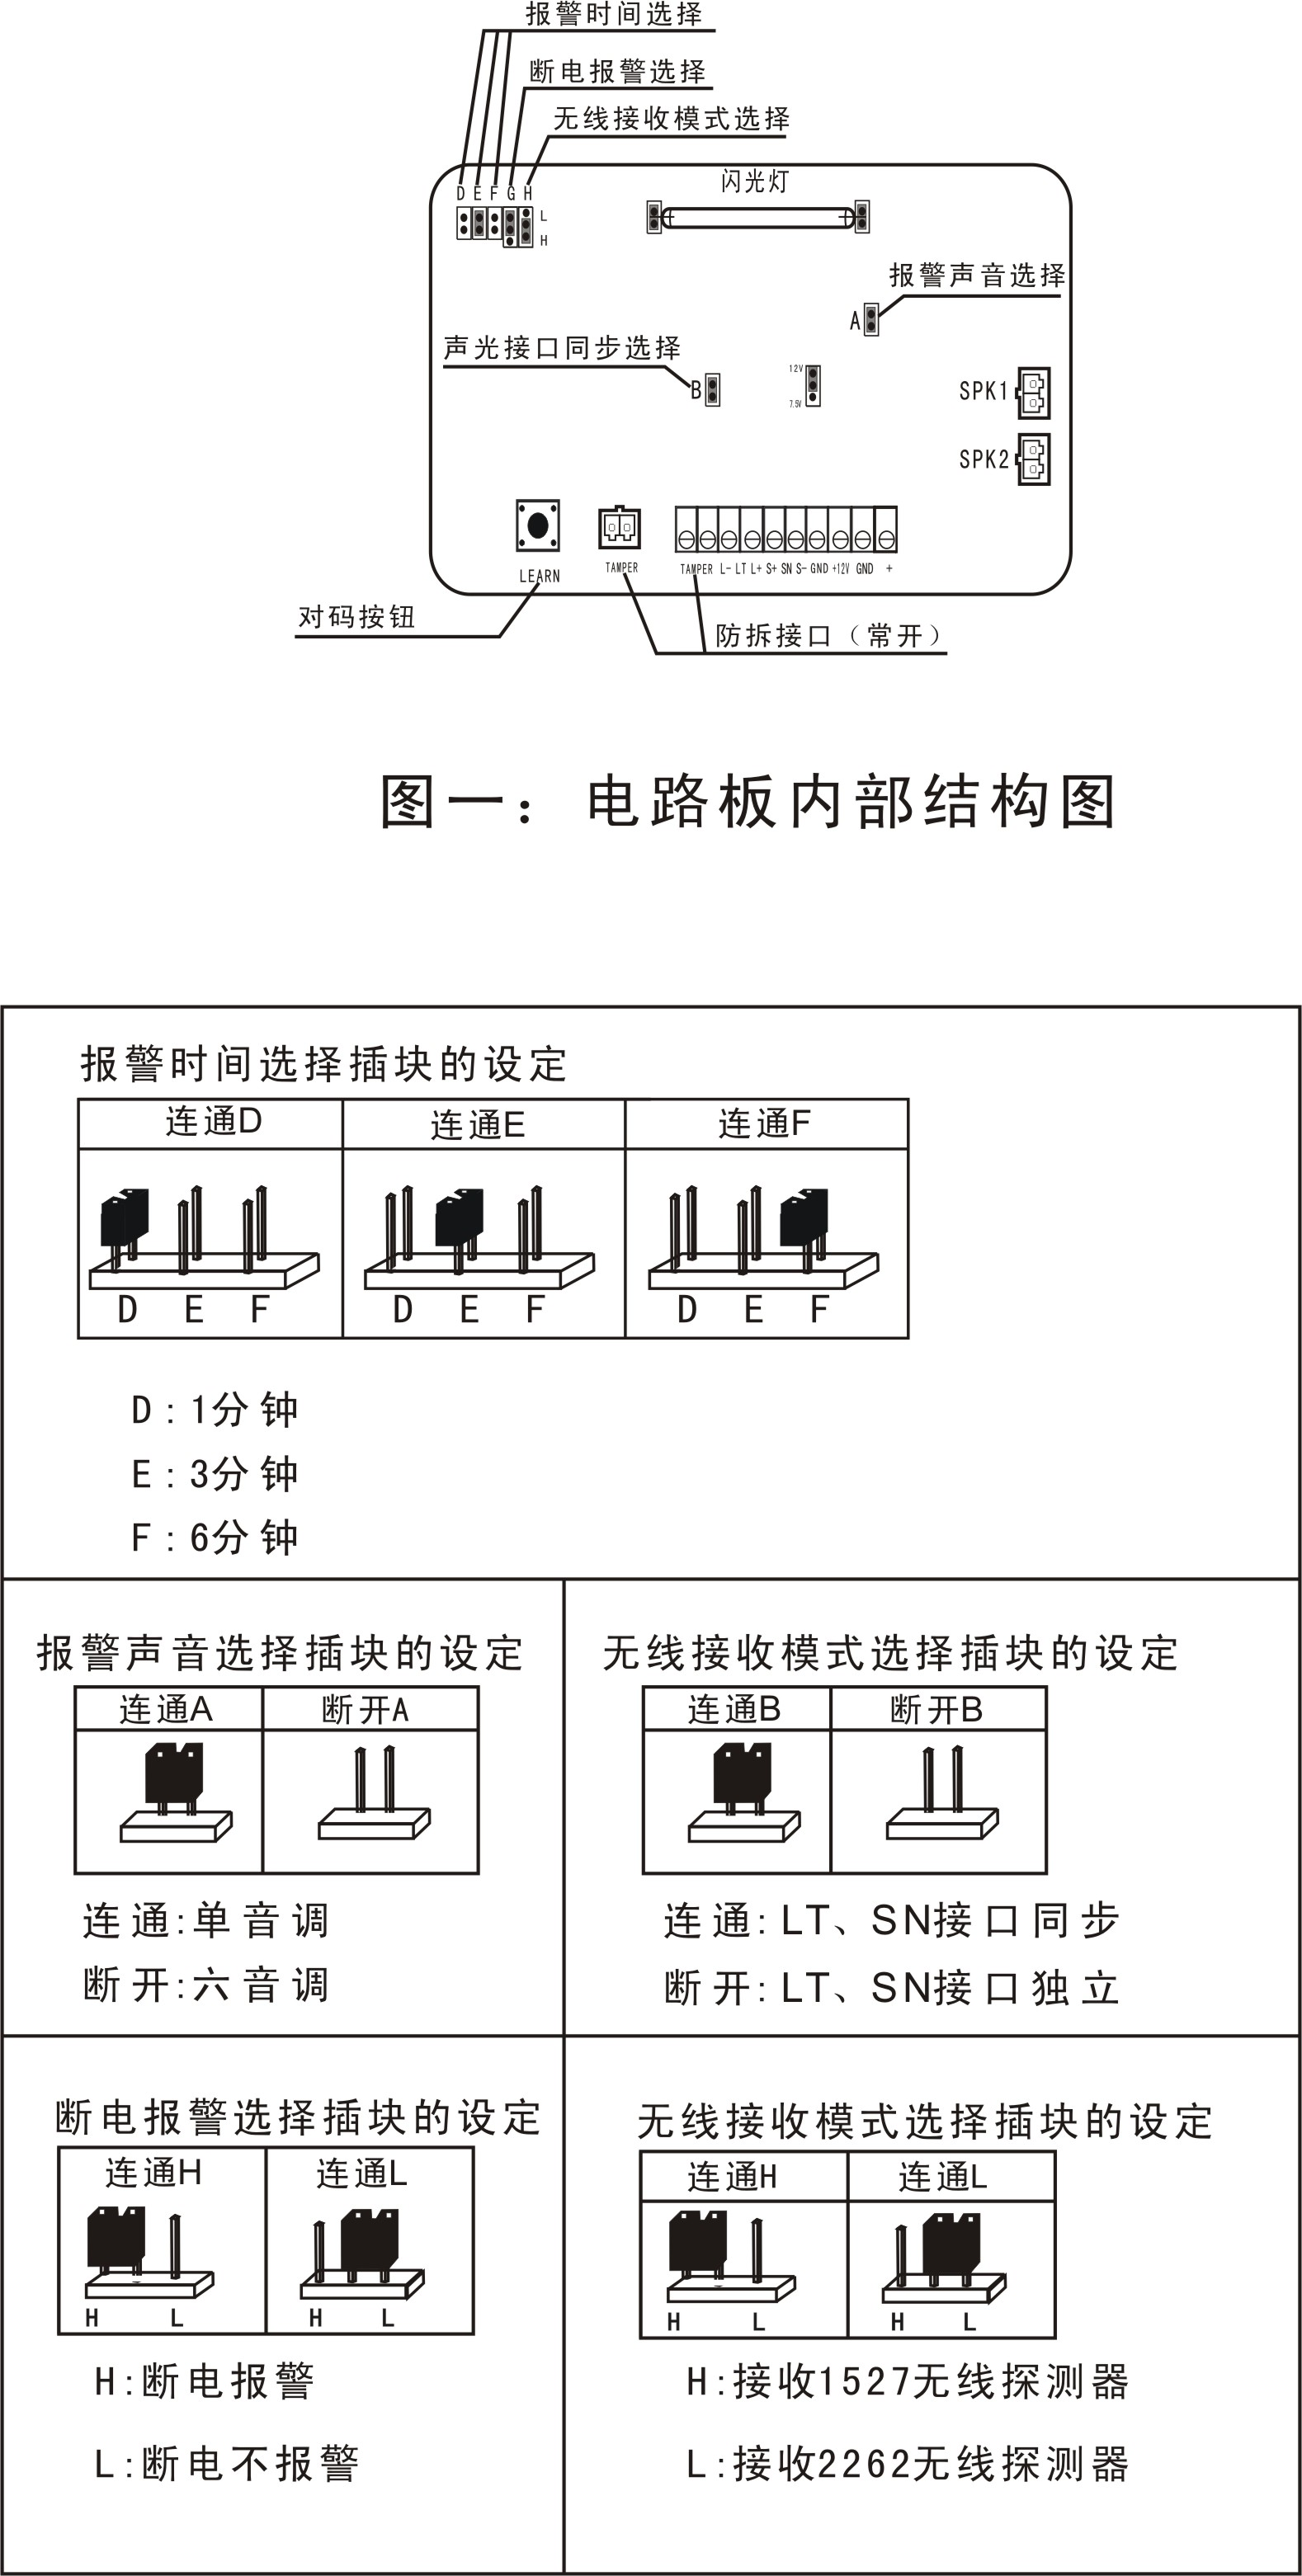 报警时间选择
断电报警选择
无线接收模式选择
闪光灯
D E F G H
L
H
报警声音选择
A
声光接口同步选择
B
12V
7.5V
SPK1
SPK2
LEARN
TAMPER
TAMPER L- LT L+ S+ SN S- GND +12V GND +
对码按钮
防拆接口（常开）
图一：电路板内部结构图
报警时间选择插块的设定
连通D 连通E 连通F
D E F D E F D E F
D:1分钟
E:3分钟
F:6分钟
报警声音选择插块的设定
连通A 断开A
连通:单音调
断开:六音调
无线接收模式选择插块的设定
连通B 断开B
连通:LT、SN接口同步
断开:LT、SN接口独立
断电报警选择插块的设定
连通H 连通L
H L H L
H:断电报警
L:断电不报警
无线接收模式选择插块的设定
连通H 连通L
H L H L
H:接收1527无线探测器
L:接收2262无线探测器